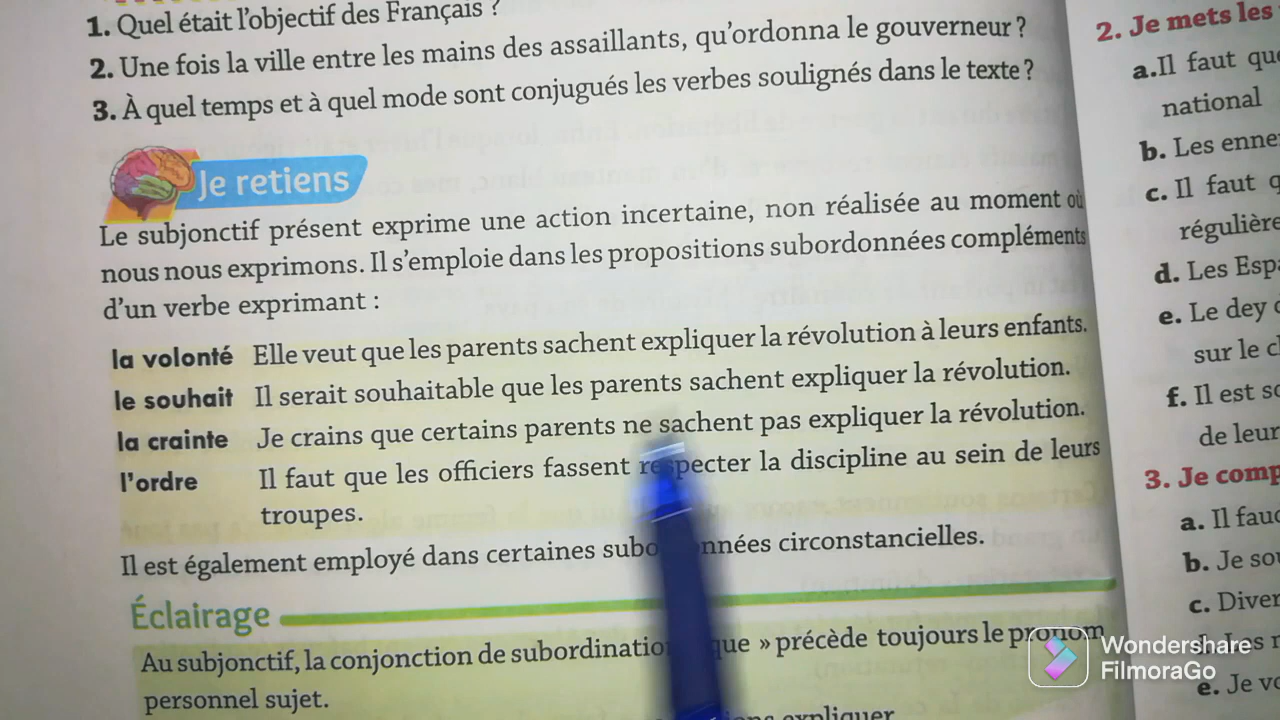 1. Quel était l'objectif des Français ?
2. Une fois la ville entre les mains des assaillants, qu'ordonna le gouverneur ?
3. À quel temps et à quel mode sont conjugués les verbes soulignés dans le texte ?
Je retiens
Le subjonctif présent exprime une action incertaine, non réalisée au moment où
nous nous exprimons. Il s'emploie dans les propositions subordonnées compléments
d'un verbe exprimant :
la volonté Elle veut que les parents sachent expliquer la révolution à leurs enfants.
le souhait Il serait souhaitable que les parents sachent expliquer la révolution.
la crainte Je crains que certains parents ne sachent pas expliquer la révolution.
l'ordre Il faut que les officiers fassent respecter la discipline au sein de leurs
troupes.
Il est également employé dans certaines subo nnées circonstancielles.
Éclairage
Au subjonctif, la conjonction de subordinatio que » précède toujours le pronom
personnel sujet.
expliquer
2. Je mets les
a. Il faut que
national
b. Les enne
c. Il faut q
régulière
d. Les Esp
e. Le dey
sur le c
f. Il est so
de leur
3. Je comp
a. Il fau
b. Je so
c. Diver
Les
e. Je vo
Wondershare
FilmoraGo